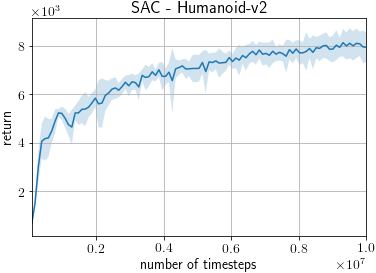 SAC - Humanoid-v2
×10³
8
6
4
2
return
0.2 0.4 0.6 0.8 1.0
number of timesteps
×10⁷